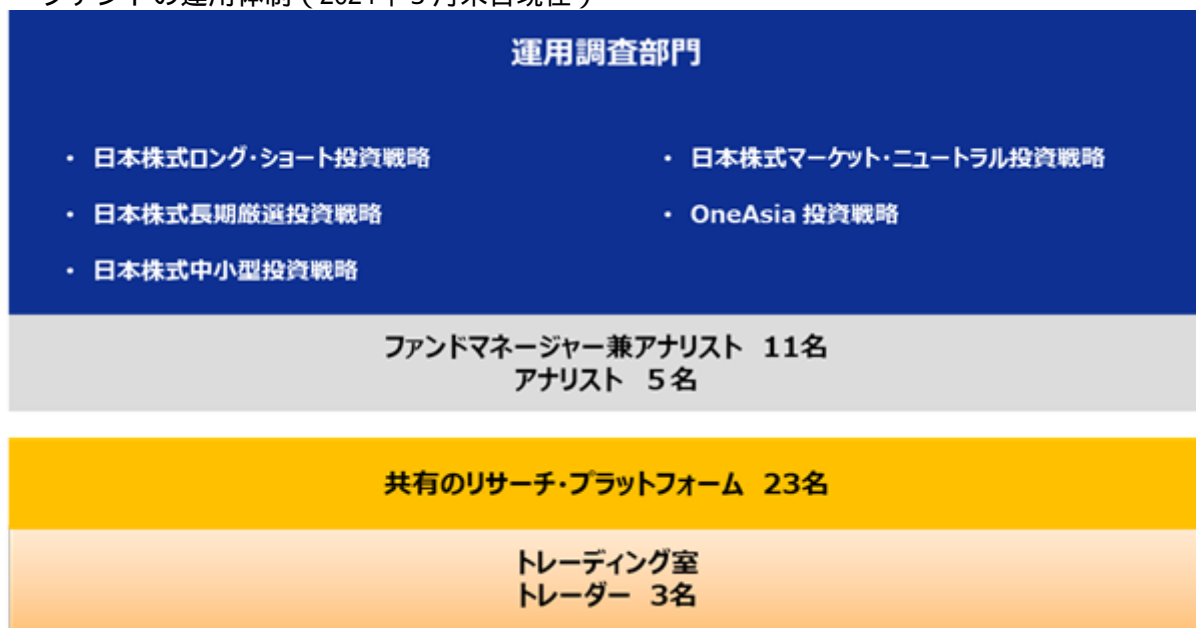 運用調査部門
・ 日本株式ロング・ショート投資戦略
・ 日本株式マーケット・ニュートラル投資戦略
・ 日本株式長期厳選投資戦略
・ OneAsia 投資戦略
・ 日本株式中小型投資戦略
ファンドマネージャー兼アナリスト 11名
アナリスト 5名
共有のリサーチ・プラットフォーム 23名
トレーディング室
トレーダー 3名